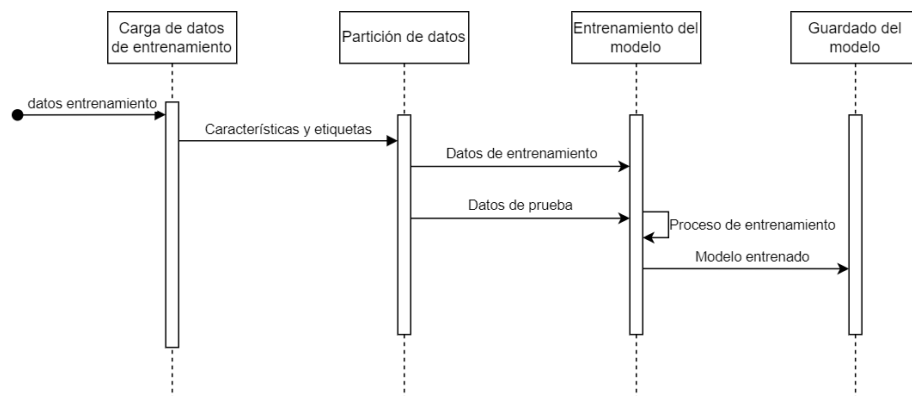 Carga de datos
de entrenamiento
Partición de datos
Entrenamiento del
modelo
Guardado del
modelo
datos entrenamiento
Características y etiquetas
Datos de entrenamiento
Datos de prueba
Proceso de entrenamiento
Modelo entrenado